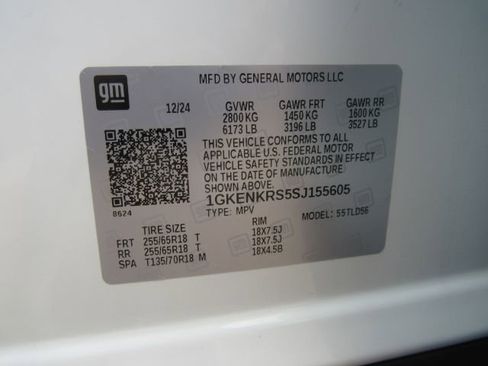 gm
MFD BY GENERAL MOTORS LLC
12/24 GVWR GAWR FRT GAWR RR
2800 KG 1450 KG 1600 KG
6173 LB 3196 LB 3527 LB
THIS VEHICLE CONFORMS TO ALL
APPLICABLE U.S. FEDERAL MOTOR
VEHICLE SAFETY STANDARDS IN EFFECT
ON THE DATE OF MANUFACTURE
SHOWN ABOVE.
8624 1GKENKRS5SJ155605
TYPE: MPV MODEL: 55TLD56
TIRE SIZE RIM
FRT 255/65R18 T 18X7.5J
RR 255/65R18 T 18X7.5J
SPA T135/70R18 M 18X4.5B